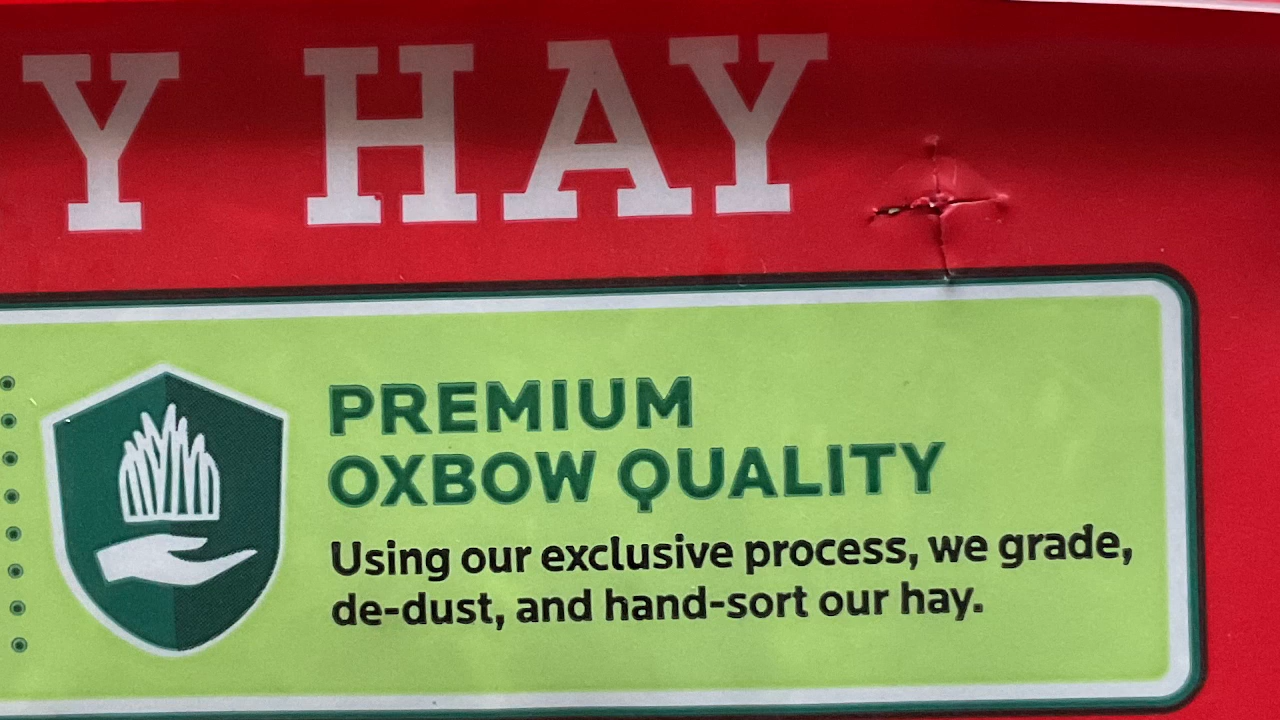 Y HAY
PREMIUM
OXBOW QUALITY
Using our exclusive process, we grade,
de-dust, and hand-sort our hay.